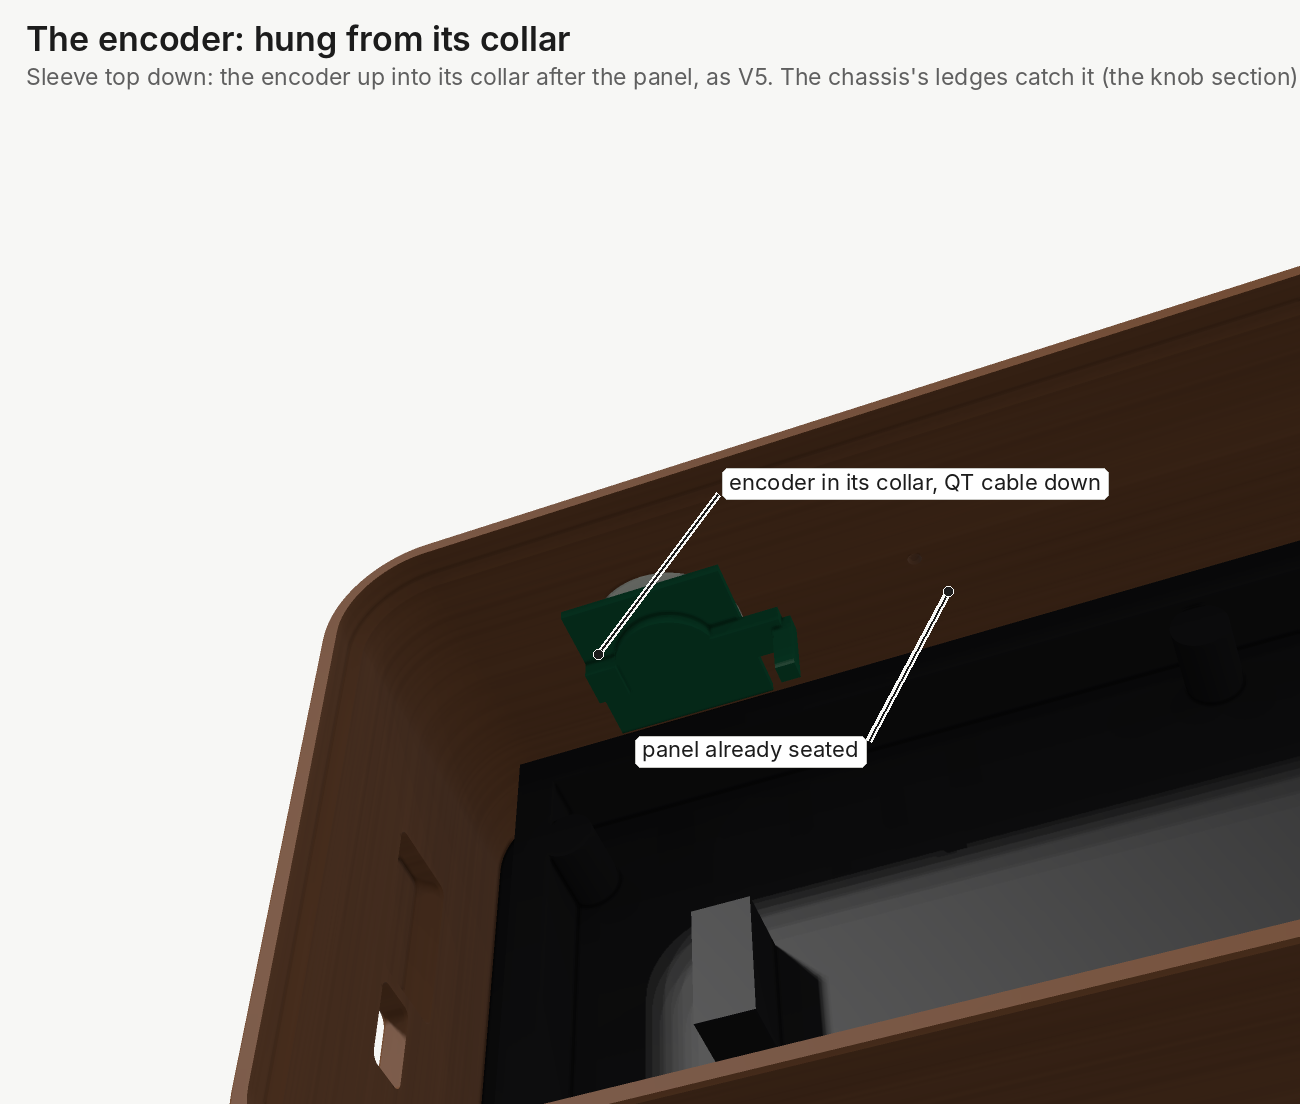 The encoder: hung from its collar
Sleeve top down: the encoder up into its collar after the panel, as V5. The chassis's ledges catch it (the knob section)
encoder in its collar, QT cable down
panel already seated